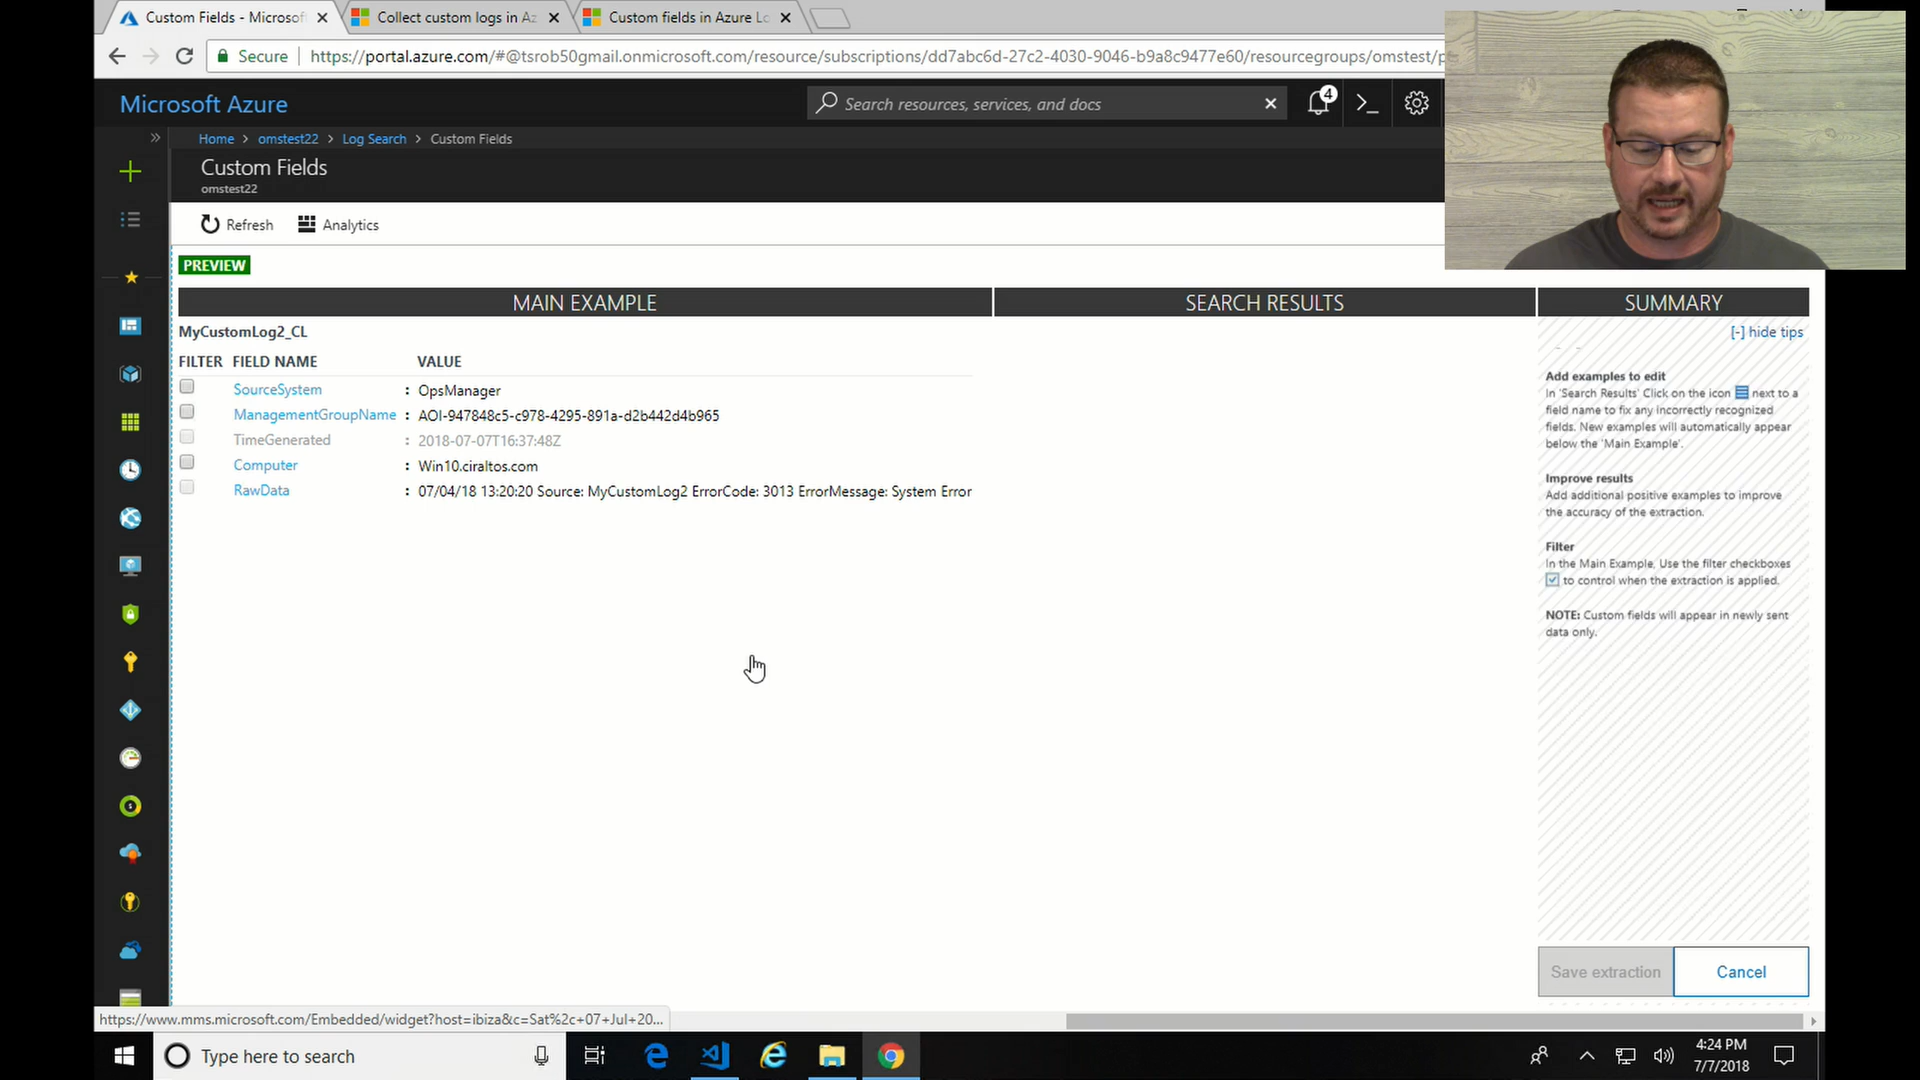 Custom Fields - Microsof
Collect custom logs in Az
Custom fields in Azure Lo
Secure
https://portal.azure.com/#@tsrob50gmail.onmicrosoft.com/resource/subscriptions/dd7abc6d-27c2-4030-9046-b9a8c9477e60/resourcegroups/omstest/p
Microsoft Azure
Search resources, services, and docs
4
Home > omstest22 > Log Search > Custom Fields
Custom Fields
omstest22
Refresh
Analytics
PREVIEW
MAIN EXAMPLE
SEARCH RESULTS
SUMMARY
MyCustomLog2_CL
[-] hide tips
FILTER FIELD NAME VALUE
SourceSystem : OpsManager
ManagementGroupName : AOI-947848c5-c978-4295-891a-d2b442d4b965
TimeGenerated : 2018-07-07T16:37:48Z
Computer : Win10.ciraltos.com
RawData : 07/04/18 13:20:20 Source: MyCustomLog2 ErrorCode: 3013 ErrorMessage: System Error
Add examples to edit
In 'Search Results' Click on the icon next to a
field name to fix any incorrectly recognized
fields. New examples will automatically appear
below the 'Main Example'.
Improve results
Add additional positive examples to improve
the accuracy of the extraction.
Filter
In the Main Example, Use the filter checkboxes
to control when the extraction is applied.
NOTE: Custom fields will appear in newly sent
data only.
Save extraction
Cancel
https://www.mms.microsoft.com/Embedded/widget?host=ibiza&c=Sat%2c+07+Jul+20...
Type here to search
4:24 PM
7/7/2018